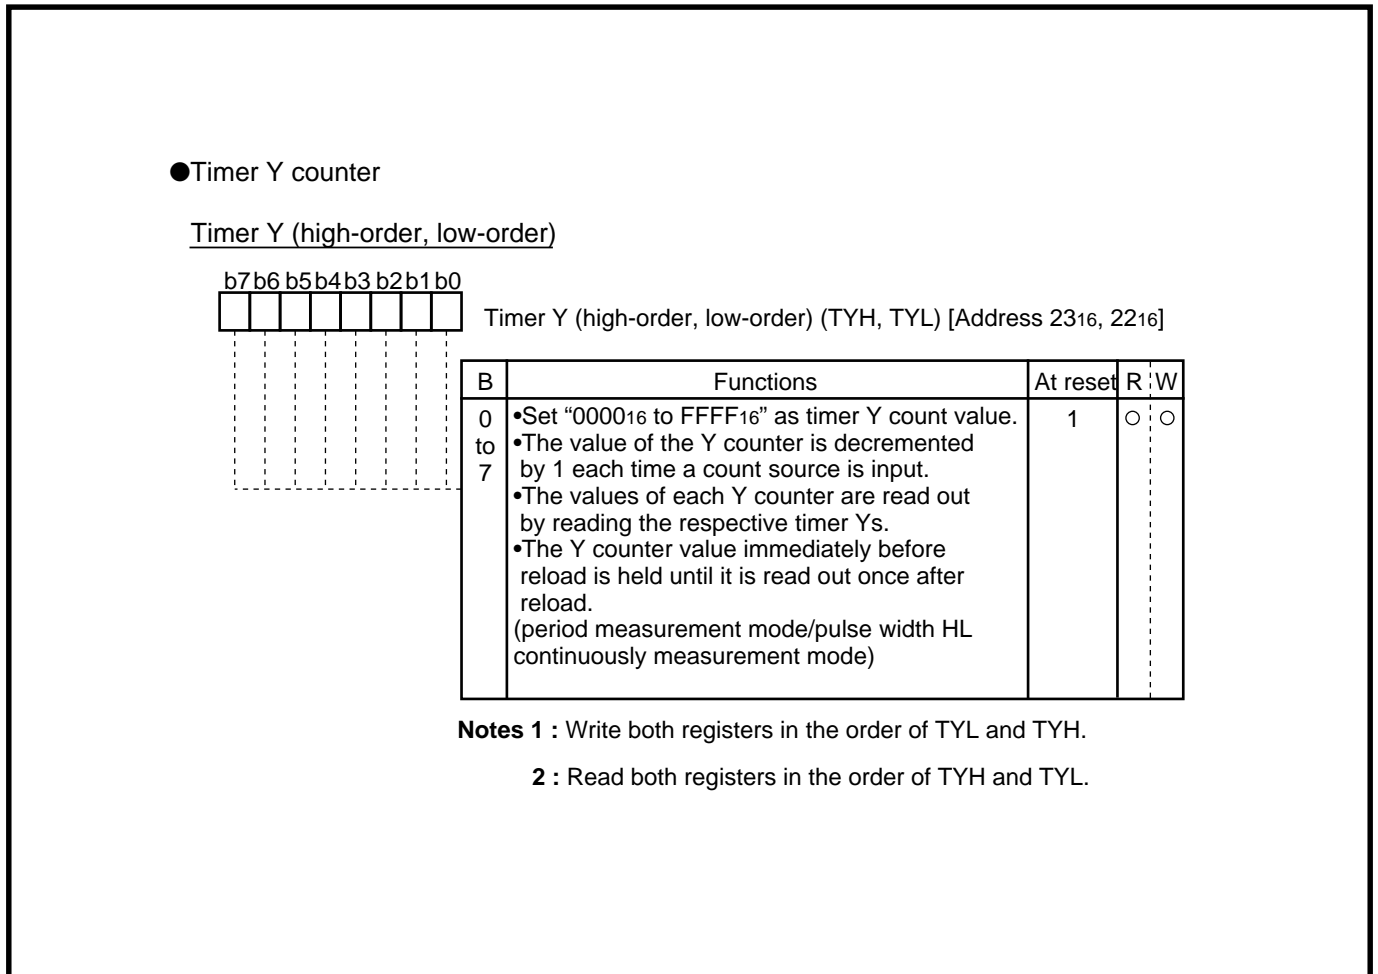 ●Timer Y counter
Timer Y (high-order, low-order)
b7 b6 b5 b4 b3 b2 b1 b0
Timer Y (high-order, low-order) (TYH, TYL) [Address 2316, 2216]
B Functions At reset R W
0 •Set “000016 to FFFF16” as timer Y count value. 1 ○ ○
to •The value of the Y counter is decremented
7 by 1 each time a count source is input.
•The values of each Y counter are read out
by reading the respective timer Ys.
•The Y counter value immediately before
reload is held until it is read out once after
reload.
(period measurement mode/pulse width HL
continuously measurement mode)
Notes 1 : Write both registers in the order of TYL and TYH.
2 : Read both registers in the order of TYH and TYL.